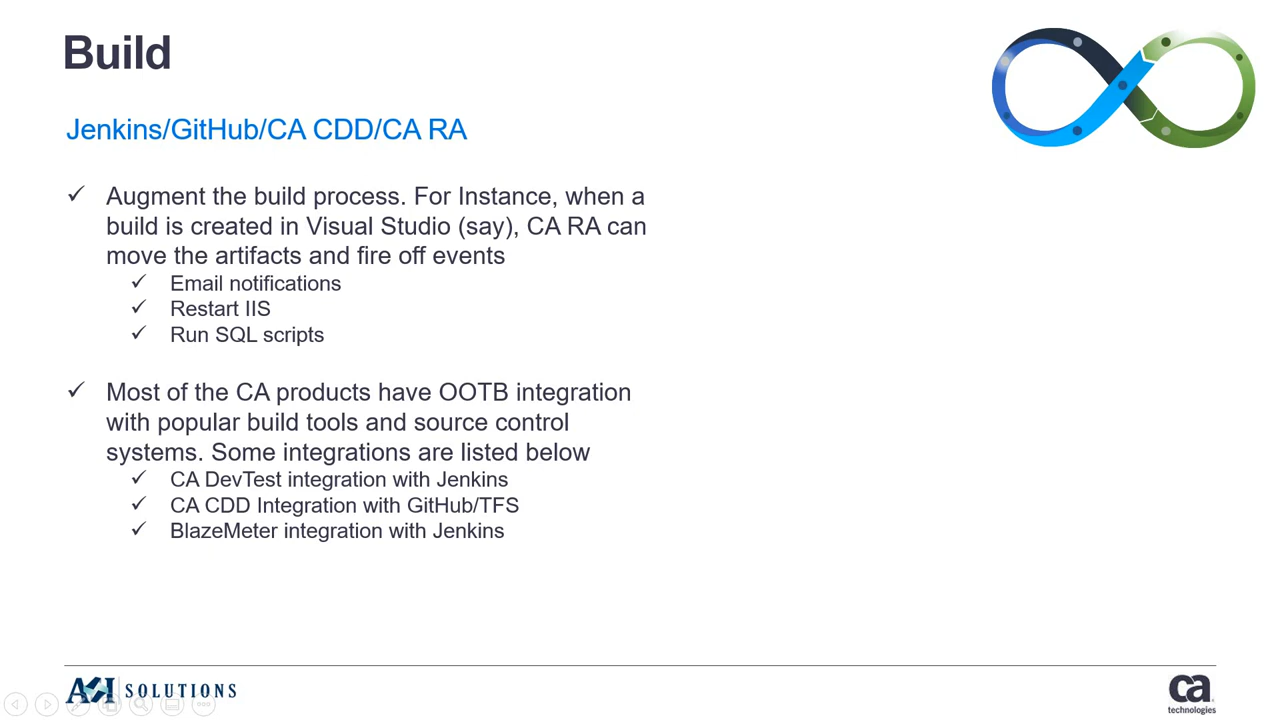 Build
Jenkins/GitHub/CA CDD/CA RA
Augment the build process. For Instance, when a
build is created in Visual Studio (say), CA RA can
move the artifacts and fire off events
Email notifications
Restart IIS
Run SQL scripts
Most of the CA products have OOTB integration
with popular build tools and source control
systems. Some integrations are listed below
CA DevTest integration with Jenkins
CA CDD Integration with GitHub/TFS
BlazeMeter integration with Jenkins
SOLUTIONS
ca
technologies